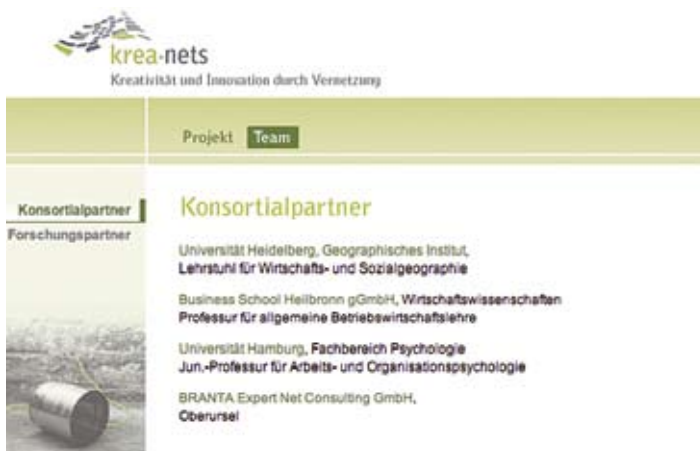 krea-nets
Kreativität und Innovation durch Vernetzung
Projekt Team
Konsortialpartner
Forschungspartner
Konsortialpartner
Universität Heidelberg, Geographisches Institut,
Lehrstuhl für Wirtschafts- und Sozialgeographie
Business School Heilbronn gGmbH, Wirtschaftswissenschaften
Professur für allgemeine Betriebswirtschaftslehre
Universität Hamburg, Fachbereich Psychologie
Jun.-Professur für Arbeits- und Organisationspsychologie
BRANTA Expert Net Consulting GmbH,
Oberursel